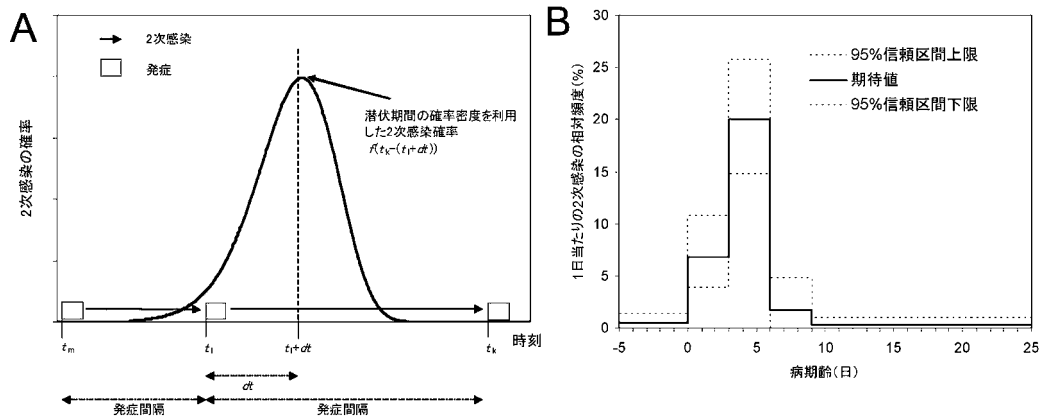 A
2次感染
発症
潜伏期間の確率密度を利用
した2次感染確率
f(tk-(tl+dt))
2次感染の確率
tm
tl
tl+dt
tk
時刻
dt
発症間隔
発症間隔
B
1日当たりの2次感染の相対頻度(%)
30
25
20
15
10
5
0
95%信頼区間上限
期待値
95%信頼区間下限
-5
0
5
10
15
20
25
病期齢(日)